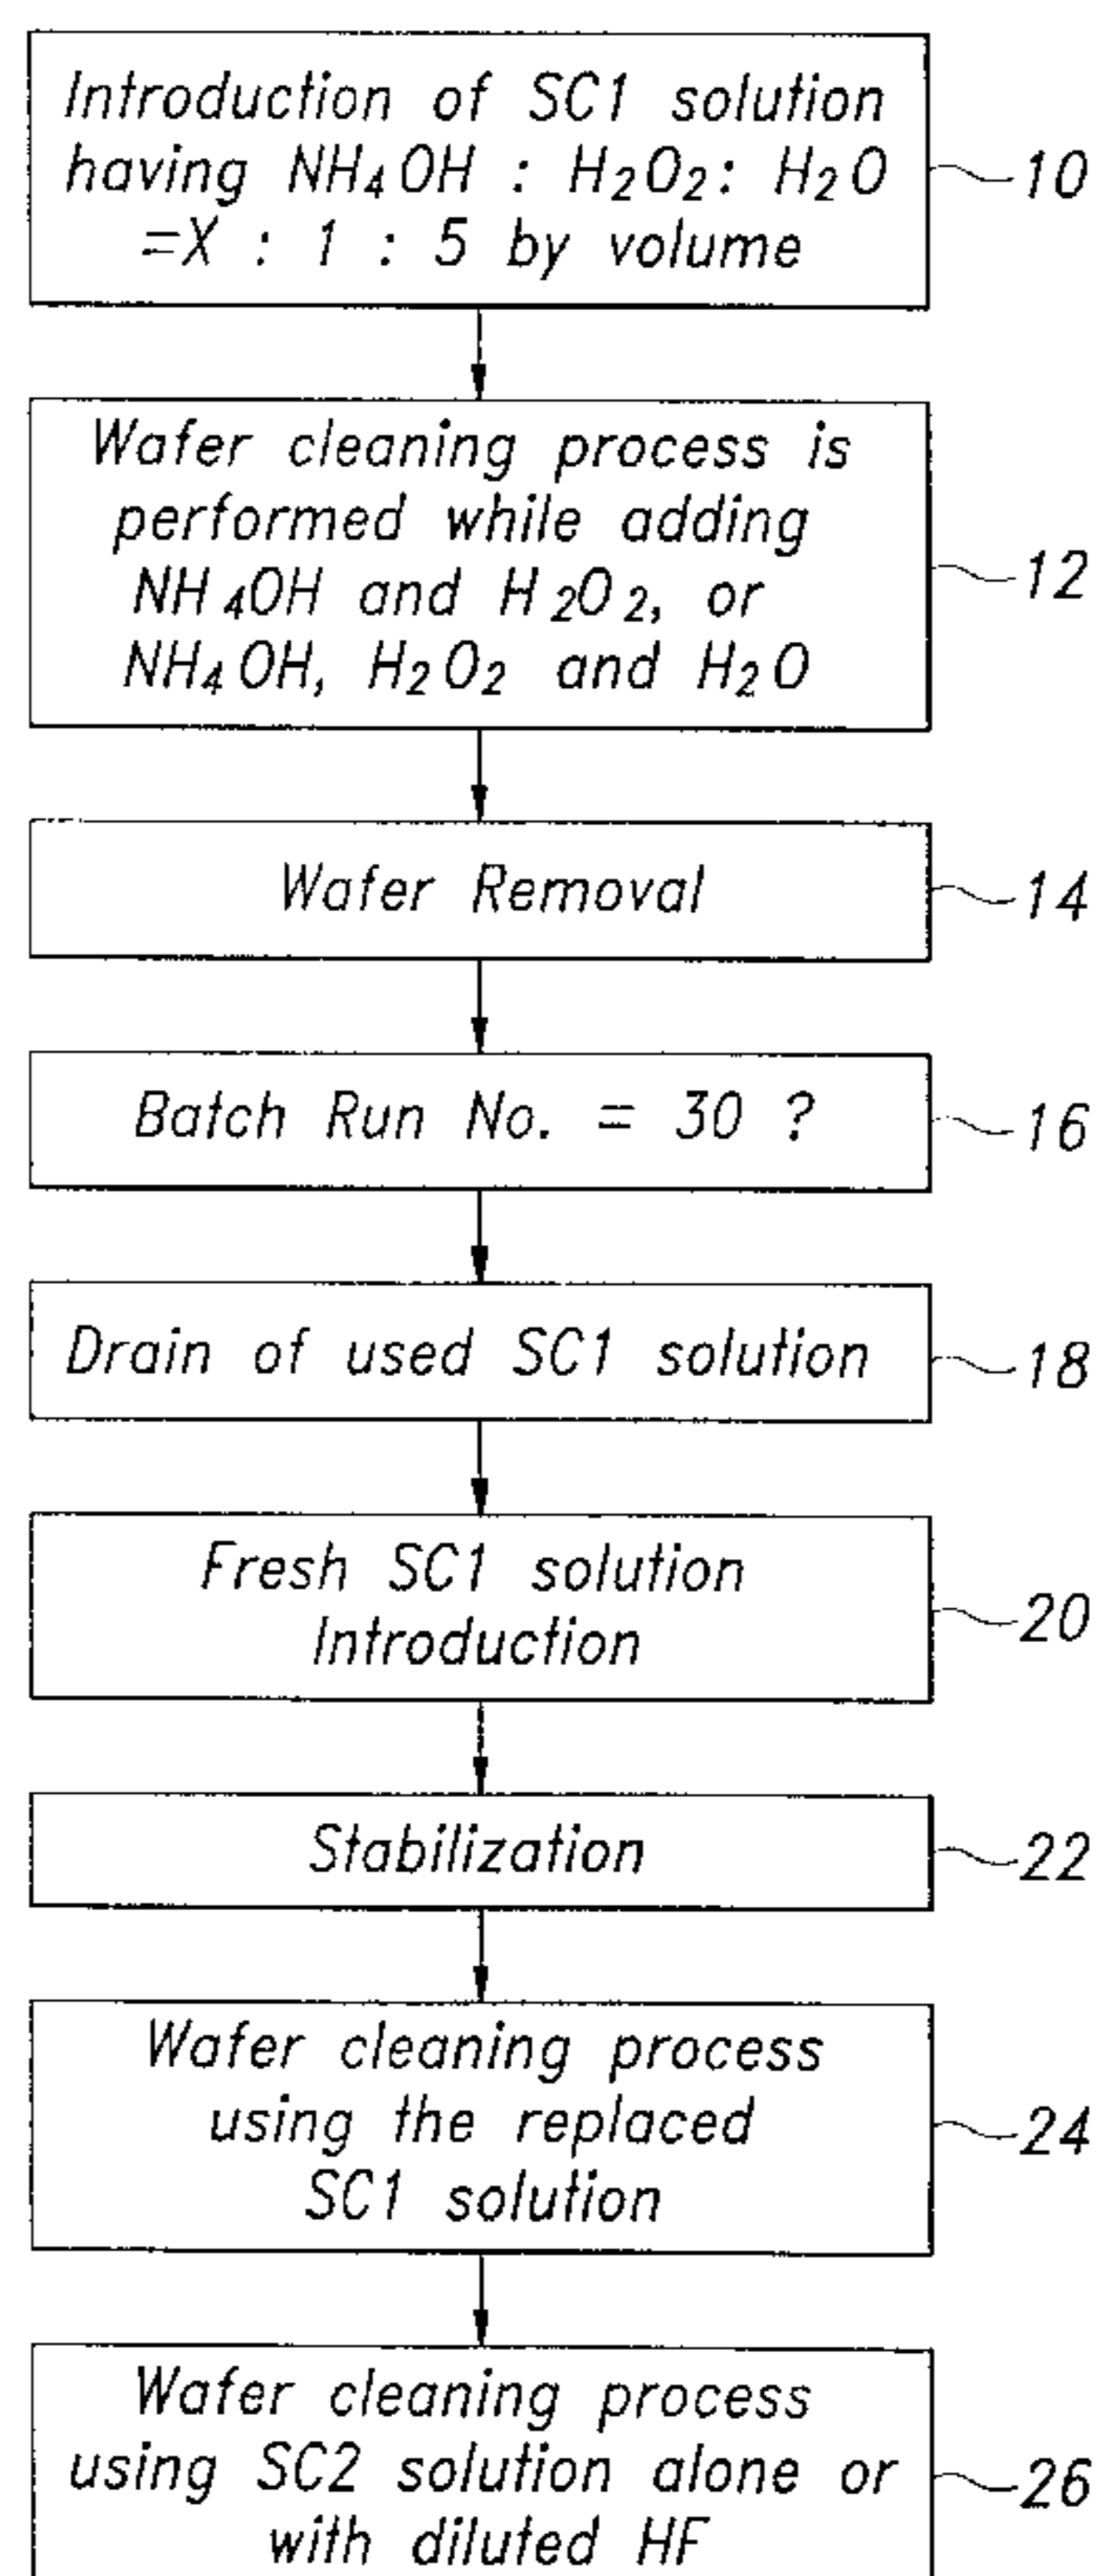 Introduction of SC1 solution
having NH₄OH : H₂O₂: H₂O
=X : 1 : 5 by volume
10
Wafer cleaning process is
performed while adding
NH₄OH and H₂O₂, or
NH₄OH, H₂O₂ and H₂O
12
Wafer Removal
14
Batch Run No. = 30 ?
16
Drain of used SC1 solution
18
Fresh SC1 solution
Introduction
20
Stabilization
22
Wafer cleaning process
using the replaced
SC1 solution
24
Wafer cleaning process
using SC2 solution alone or
with diluted HF
26